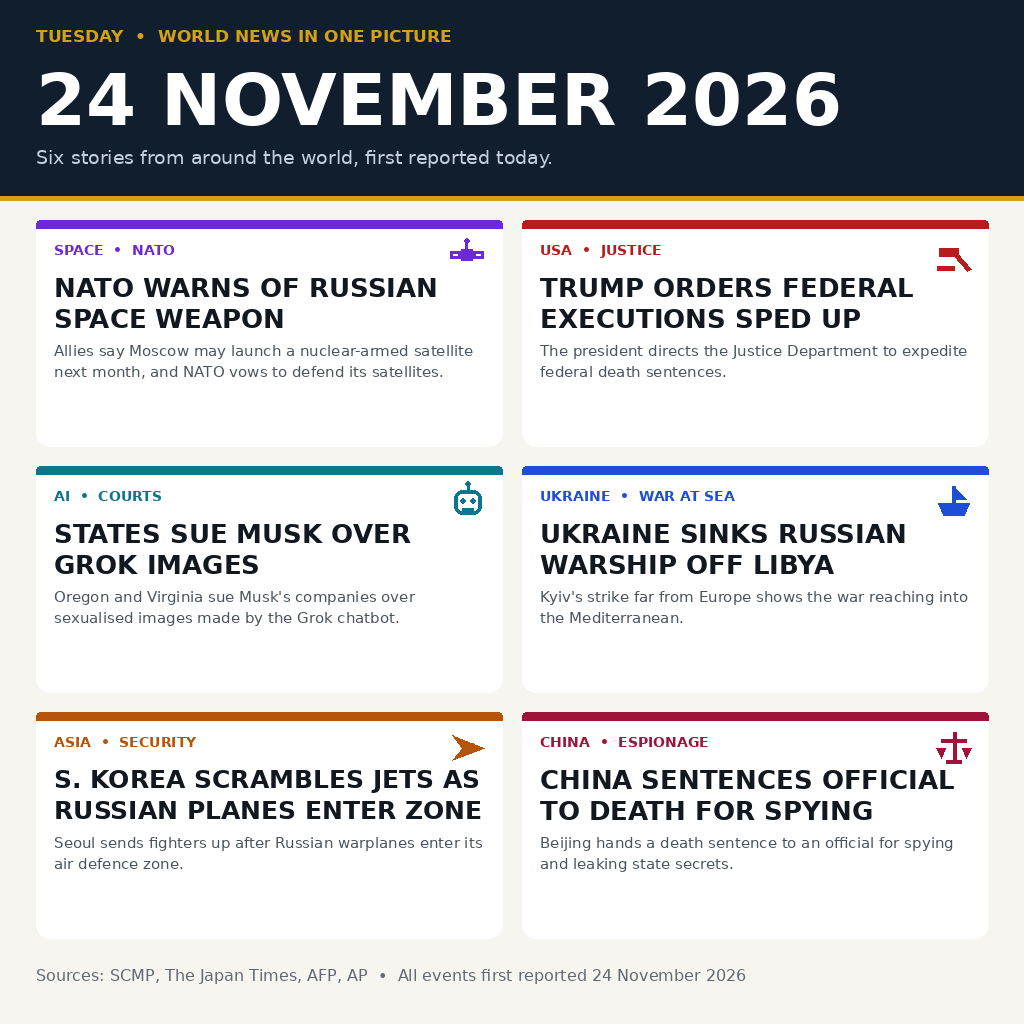 TUESDAY • WORLD NEWS IN ONE PICTURE
24 NOVEMBER 2026
Six stories from around the world, first reported today.
SPACE • NATO
NATO WARNS OF RUSSIAN
SPACE WEAPON
Allies say Moscow may launch a nuclear-armed satellite
next month, and NATO vows to defend its satellites.
USA • JUSTICE
TRUMP ORDERS FEDERAL
EXECUTIONS SPED UP
The president directs the Justice Department to expedite
federal death sentences.
AI • COURTS
STATES SUE MUSK OVER
GROK IMAGES
Oregon and Virginia sue Musk's companies over
sexualised images made by the Grok chatbot.
UKRAINE • WAR AT SEA
UKRAINE SINKS RUSSIAN
WARSHIP OFF LIBYA
Kyiv's strike far from Europe shows the war reaching into
the Mediterranean.
ASIA • SECURITY
S. KOREA SCRAMBLES JETS AS
RUSSIAN PLANES ENTER ZONE
Seoul sends fighters up after Russian warplanes enter its
air defence zone.
CHINA • ESPIONAGE
CHINA SENTENCES OFFICIAL
TO DEATH FOR SPYING
Beijing hands a death sentence to an official for spying
and leaking state secrets.
Sources: SCMP, The Japan Times, AFP, AP • All events first reported 24 November 2026